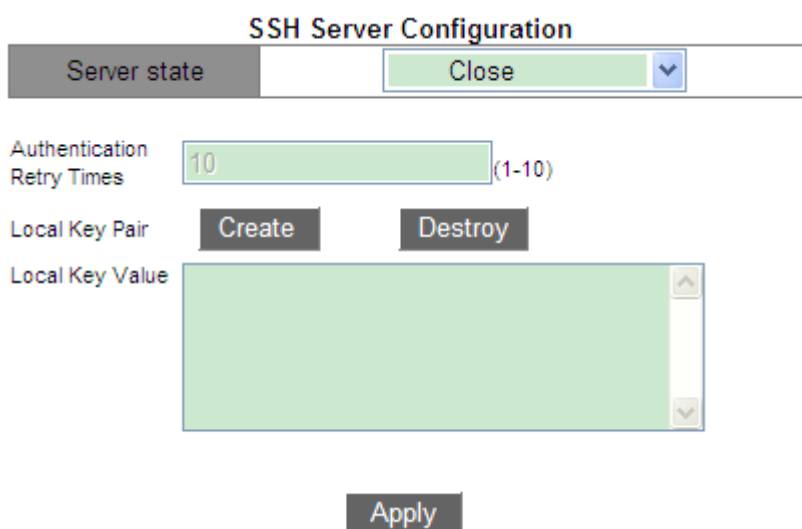 SSH Server Configuration
Server state Close
Authentication
Retry Times 10 (1-10)
Local Key Pair Create Destroy
Local Key Value
Apply